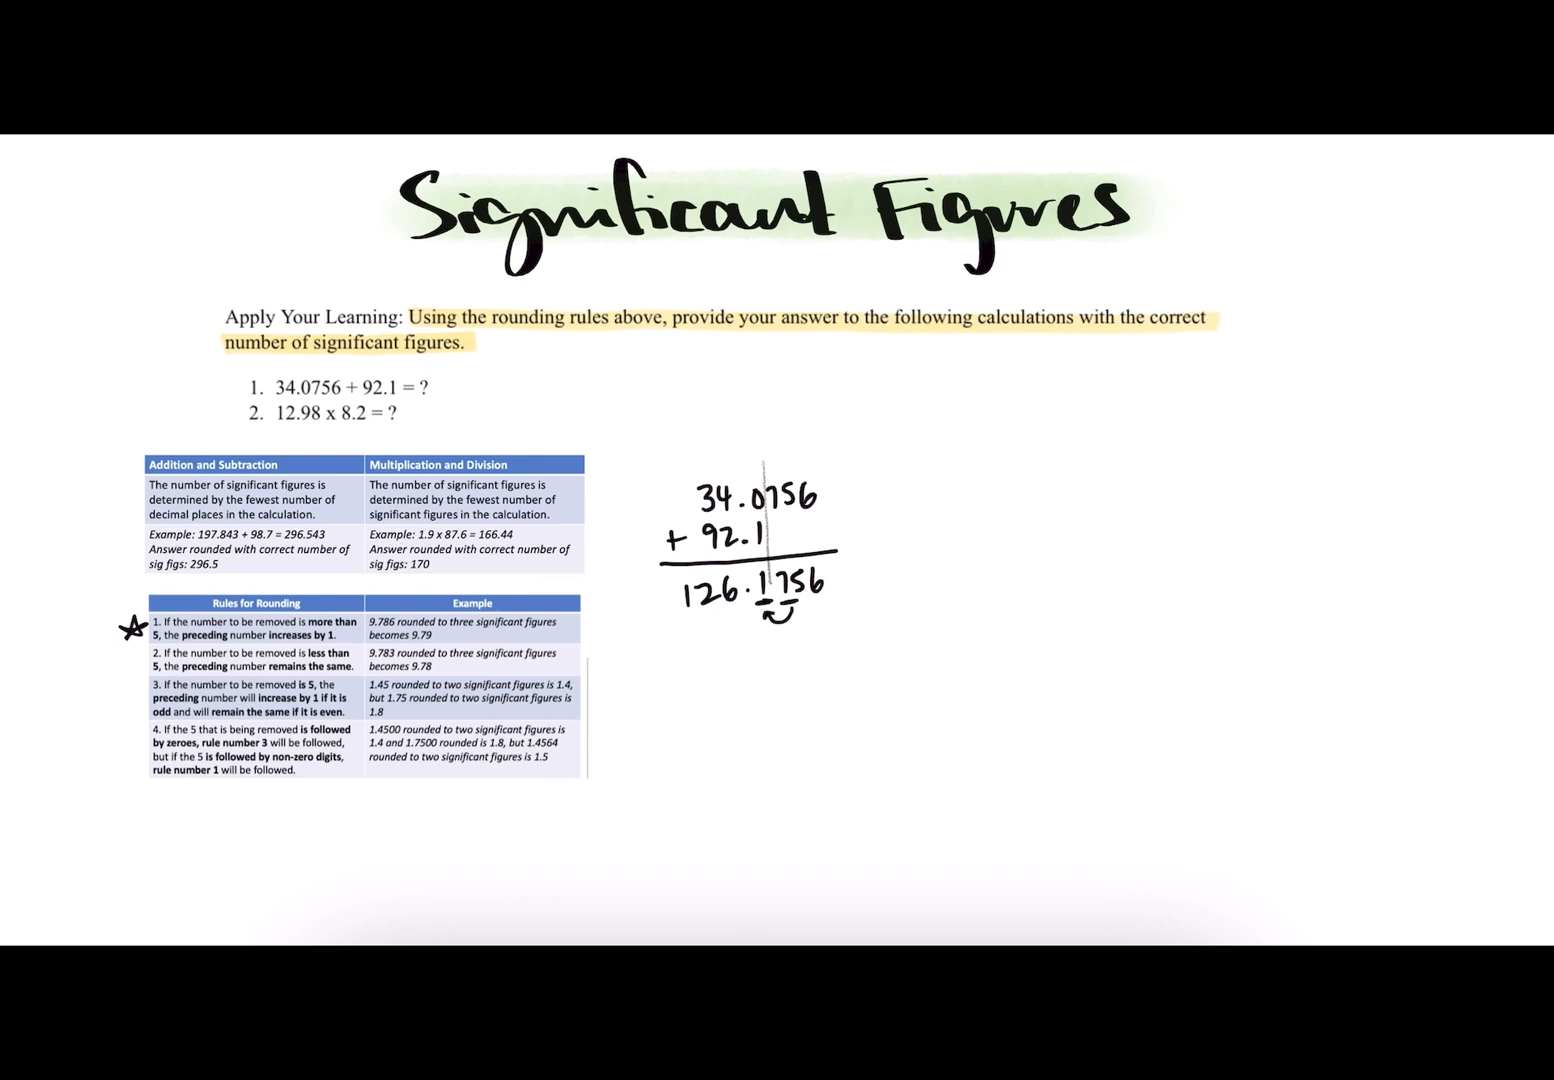 Significant Figures
Apply Your Learning: Using the rounding rules above, provide your answer to the following calculations with the correct
number of significant figures.
1. 34.0756 + 92.1 = ?
2. 12.98 x 8.2 = ?
Addition and Subtraction
The number of significant figures is
determined by the fewest number of
decimal places in the calculation.
Example: 197.843 + 98.7 = 296.543
Answer rounded with correct number of
sig figs: 296.5
Multiplication and Division
The number of significant figures is
determined by the fewest number of
significant figures in the calculation.
Example: 1.9 x 87.6 = 166.44
Answer rounded with correct number of
sig figs: 170
Rules for Rounding
Example
1. If the number to be removed is more than
5, the preceding number increases by 1.
9.786 rounded to three significant figures
becomes 9.79
2. If the number to be removed is less than
5, the preceding number remains the same.
9.783 rounded to three significant figures
becomes 9.78
3. If the number to be removed is 5, the
preceding number will increase by 1 if it is
odd and will remain the same if it is even.
1.45 rounded to two significant figures is 1.4,
but 1.75 rounded to two significant figures is
1.8
4. If the 5 that is being removed is followed
by zeroes, rule number 3 will be followed,
but if the 5 is followed by non-zero digits,
rule number 1 will be followed.
1.4500 rounded to two significant figures is
1.4 and 1.7500 rounded is 1.8, but 1.4564
rounded to two significant figures is 1.5
34.0756
+ 92.1
126.1756